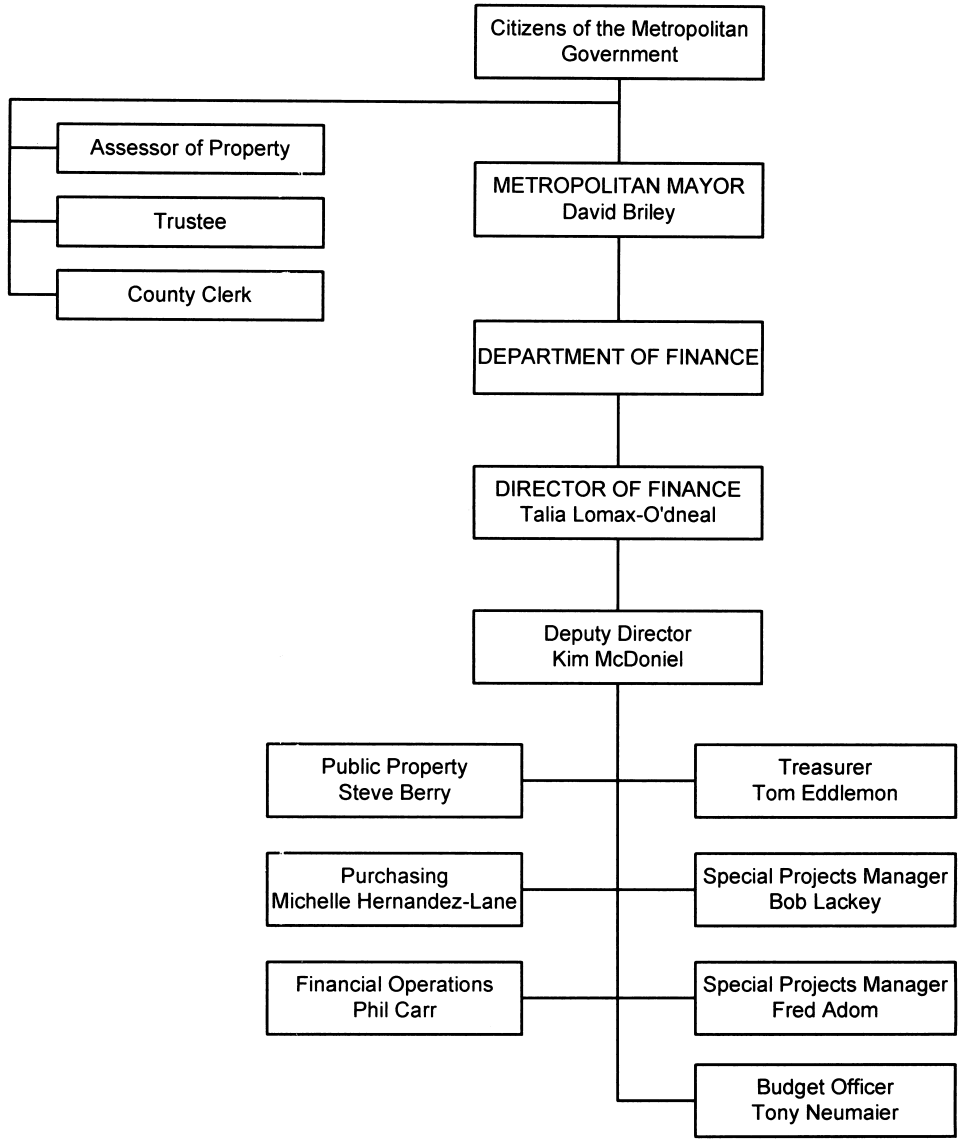 Citizens of the Metropolitan
Government
Assessor of Property
Trustee
County Clerk
METROPOLITAN MAYOR
David Briley
DEPARTMENT OF FINANCE
DIRECTOR OF FINANCE
Talia Lomax-O'dneal
Deputy Director
Kim McDoniel
Public Property
Steve Berry
Treasurer
Tom Eddlemon
Purchasing
Michelle Hernandez-Lane
Special Projects Manager
Bob Lackey
Financial Operations
Phil Carr
Special Projects Manager
Fred Adom
Budget Officer
Tony Neumaier